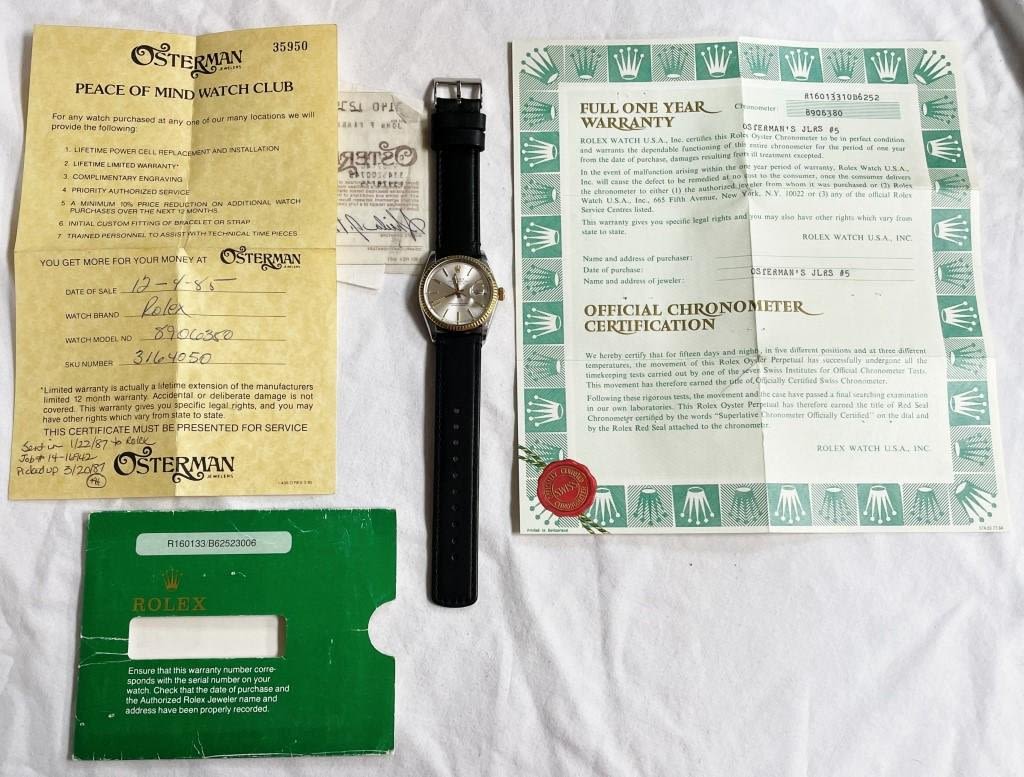 OSTERMAN
JEWELERS
35950
PEACE OF MIND WATCH CLUB
For any watch purchased at any one of our many locations we will
provide the following:
1. LIFETIME POWER CELL REPLACEMENT AND INSTALLATION
2. LIFETIME LIMITED WARRANTY*
3. COMPLIMENTARY ENGRAVING
4. PRIORITY AUTHORIZED SERVICE
5. A MINIMUM 10% PRICE REDUCTION ON ADDITIONAL WATCH
PURCHASES OVER THE NEXT 12 MONTHS.
6. INITIAL CUSTOM FITTING OF BRACELET OR STRAP
7. TRAINED PERSONNEL TO ASSIST WITH TECHNICAL TIME PIECES
YOU GET MORE FOR YOUR MONEY AT OSTERMAN
JEWELERS
DATE OF SALE 12-4-85
WATCH BRAND Rolex
WATCH MODEL NO 8906380
SKU NUMBER 3164050
*Limited warranty is actually a lifetime extension of the manufacturers
limited 12 month warranty. Accidental or deliberate damage is not
covered. This warranty gives you specific legal rights, and you may
have other rights which vary from state to state.
THIS CERTIFICATE MUST BE PRESENTED FOR SERVICE
Sent in 1/22/87 to Rolex
Job# 14-16942
Picked up 3/20/87
OSTERMAN
JEWELERS
R160133/B62523006
ROLEX
Ensure that this warranty number corre-
sponds with the serial number on your
watch. Check that the date of purchase and
the Authorized Rolex Jeweler name and
address have been properly recorded.
FULL ONE YEAR
WARRANTY
Chronometer:
R16013310B6252
8906380
OSTERMAN'S JLRS #5
ROLEX WATCH U.S.A., Inc. certifies this Rolex Oyster Chronometer to be in perfect condition
and warrants the dependable functioning of this entire chronometer for the period of one year
from the date of purchase, damages resulting from ill treatment excepted.
In the event of malfunction arising within the one year period of warranty, Rolex Watch U.S.A.,
Inc. will cause the defect to be remedied at no cost to the consumer, once the consumer delivers
the chronometer to either (1) the authorized jeweler from whom it was purchased or (2) Rolex
Watch U.S.A., Inc., 665 Fifth Avenue, New York, N.Y. 10022 or (3) any of the official Rolex
Service Centres listed.
This warranty gives you specific legal rights and you may also have other rights which vary from
state to state.
ROLEX WATCH U.S.A., INC.
Name and address of purchaser:
Date of purchase:
OSTERMAN'S JLRS #5
Name and address of jeweler:
OFFICIAL CHRONOMETER
CERTIFICATION
We hereby certify that for fifteen days and nights, in five different positions and at three different
temperatures, the movement of this Rolex Oyster Perpetual has successfully undergone all the
timekeeping tests carried out by one of the seven Swiss Institutes for Official Chronometer Tests.
This movement has therefore earned the title of Officially Certified Swiss Chronometer.
Following these rigorous tests, the movement and the case have passed a final searching examination
in our own laboratories. This Rolex Oyster Perpetual has therefore earned the title of Red Seal
Chronometer certified by the words "Superlative Chronometer Officially Certified" on the dial and
by the Rolex Red Seal attached to the chronometer.
ROLEX WATCH U.S.A., INC.
SWISS
Printed in Switzerland